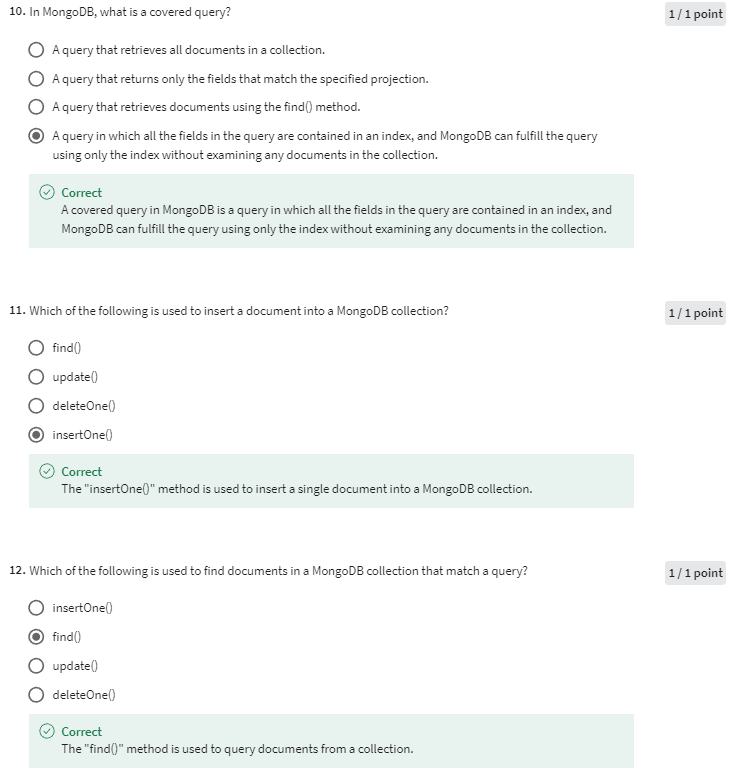 10. In MongoDB, what is a covered query?
1 / 1 point
A query that retrieves all documents in a collection.
A query that returns only the fields that match the specified projection.
A query that retrieves documents using the find() method.
A query in which all the fields in the query are contained in an index, and MongoDB can fulfill the query
using only the index without examining any documents in the collection.
Correct
A covered query in MongoDB is a query in which all the fields in the query are contained in an index, and
MongoDB can fulfill the query using only the index without examining any documents in the collection.
11. Which of the following is used to insert a document into a MongoDB collection?
1 / 1 point
find()
update()
deleteOne()
insertOne()
Correct
The "insertOne()" method is used to insert a single document into a MongoDB collection.
12. Which of the following is used to find documents in a MongoDB collection that match a query?
1 / 1 point
insertOne()
find()
update()
deleteOne()
Correct
The "find()" method is used to query documents from a collection.